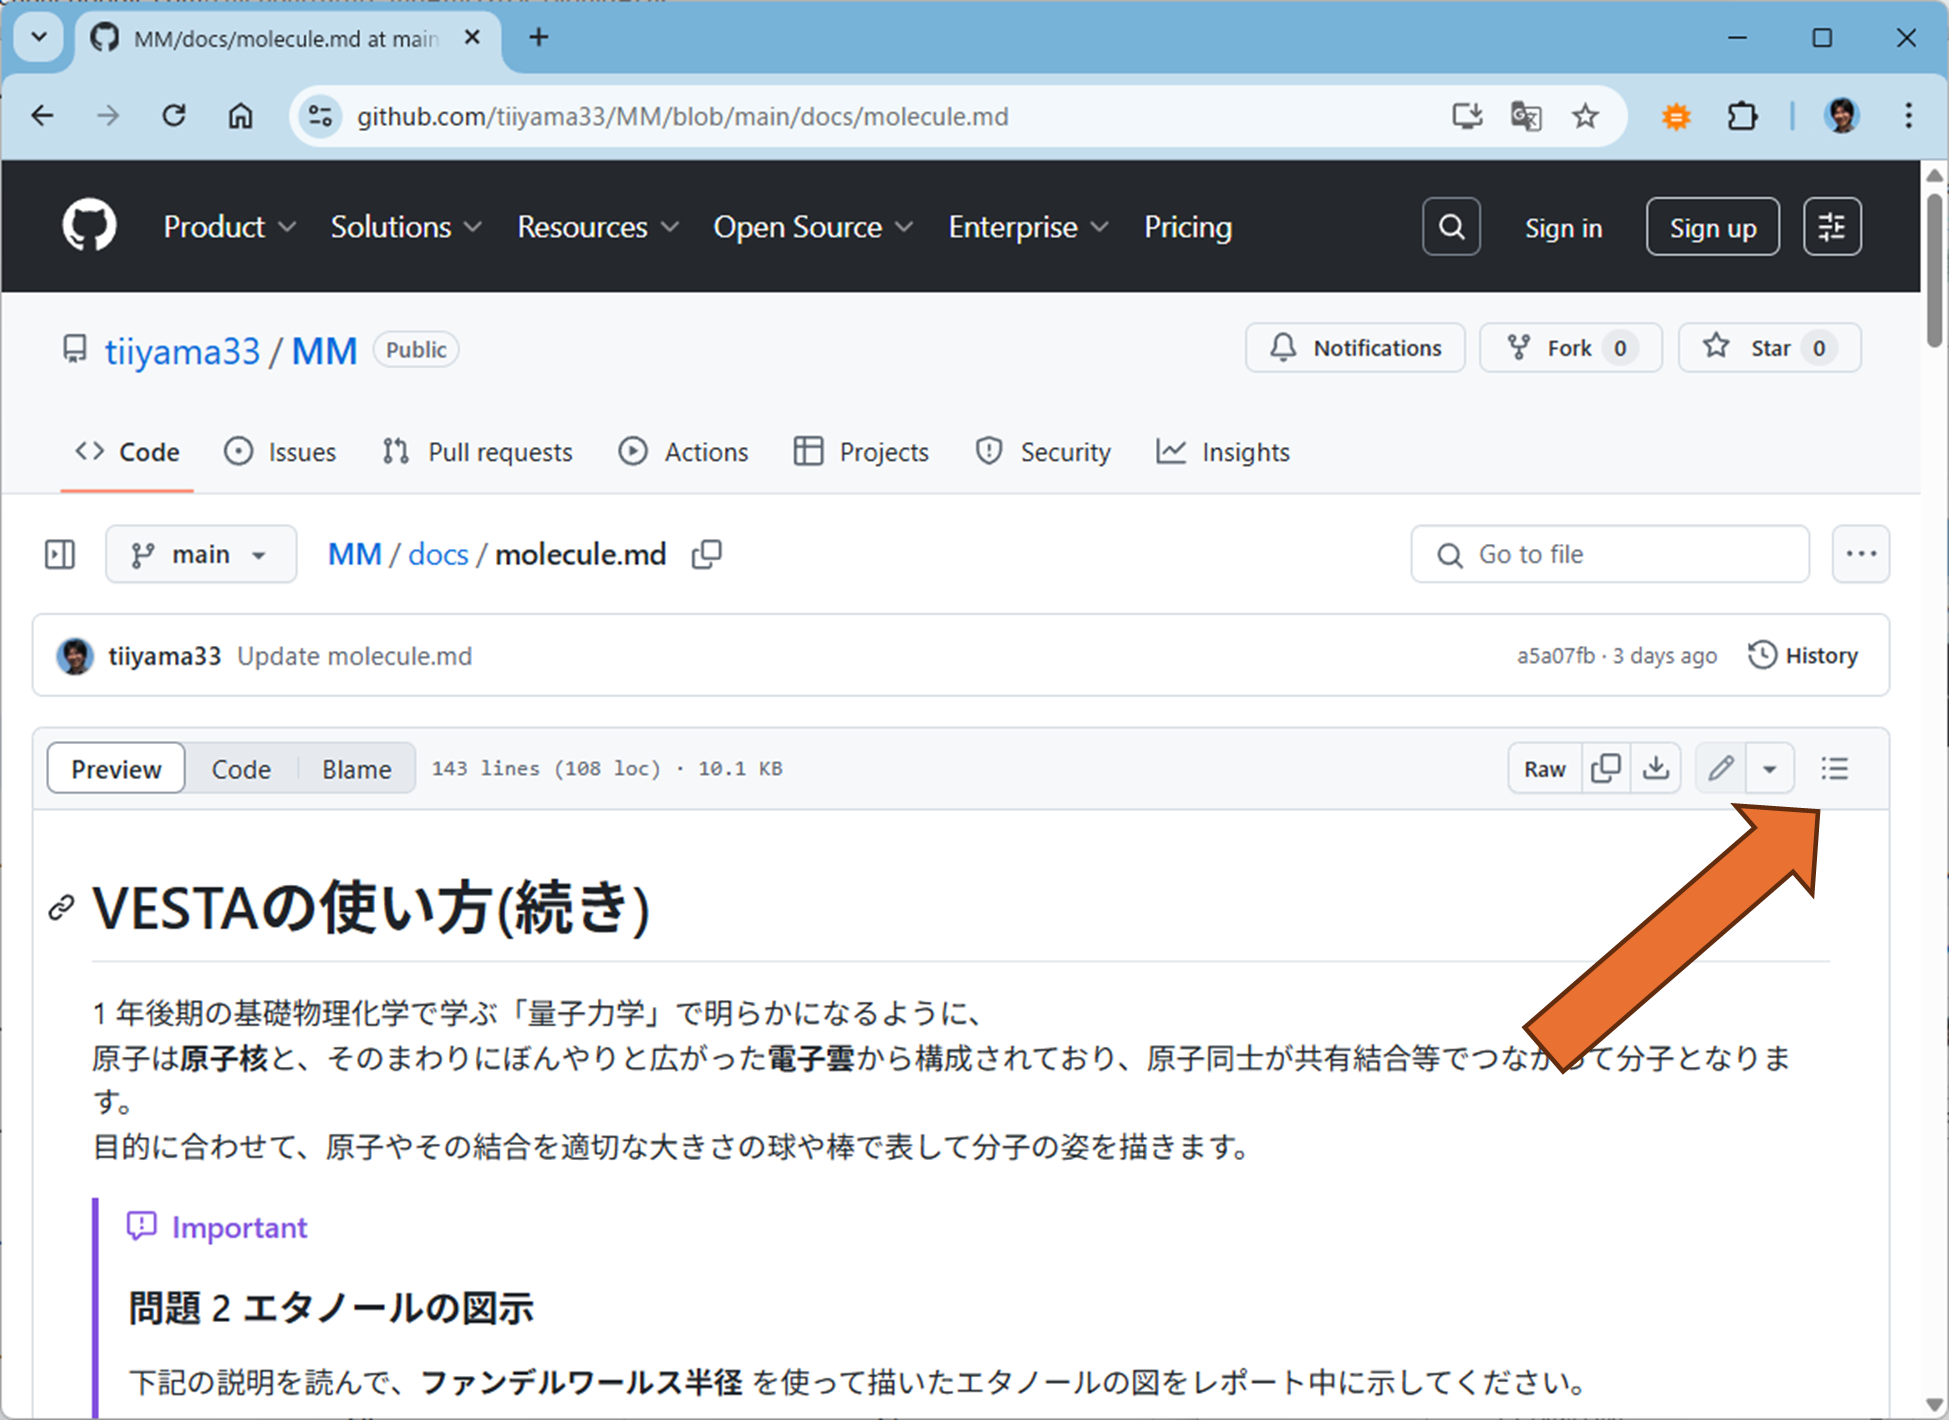 MM/docs/molecule.md at main
github.com/tiiyama33/MM/blob/main/docs/molecule.md
Product Solutions Resources Open Source Enterprise Pricing Sign in Sign up
tiiyama33 / MM Public Notifications Fork 0 Star 0
Code Issues Pull requests Actions Projects Security Insights
main MM / docs / molecule.md Go to file
tiiyama33 Update molecule.md a5a07fb · 3 days ago History
Preview Code Blame 143 lines (108 loc) · 10.1 KB Raw
VESTAの使い方(続き)
1 年後期の基礎物理化学で学ぶ「量子力学」で明らかになるように、
原子は原子核と、そのまわりにぼんやりと広がった電子雲から構成されており、原子同士が共有結合等でつながって分子となりま
す。
目的に合わせて、原子やその結合を適切な大きさの球や棒で表して分子の姿を描きます。
Important
問題 2 エタノールの図示
下記の説明を読んで、ファンデルワールス半径 を使って描いたエタノールの図をレポート中に示してください。